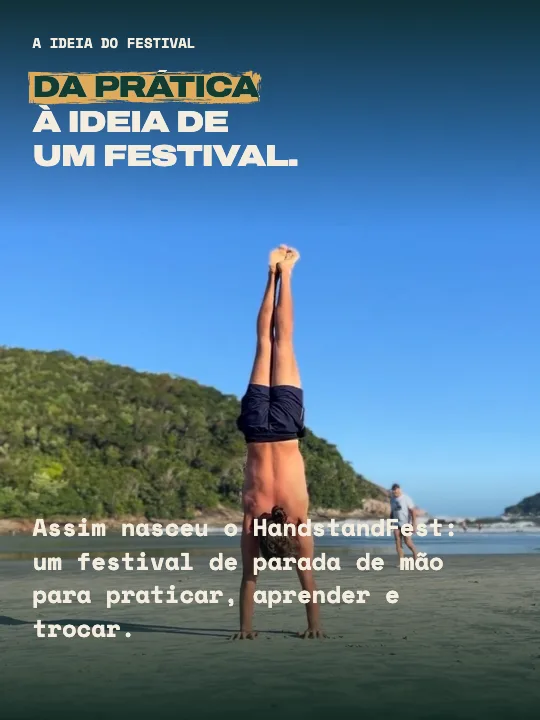 A IDEIA DO FESTIVAL
DA PRÁTICA
À IDEIA DE
UM FESTIVAL.
Assim nasceu o HandstandFest:
um festival de parada de mão
para praticar, aprender e
trocar.